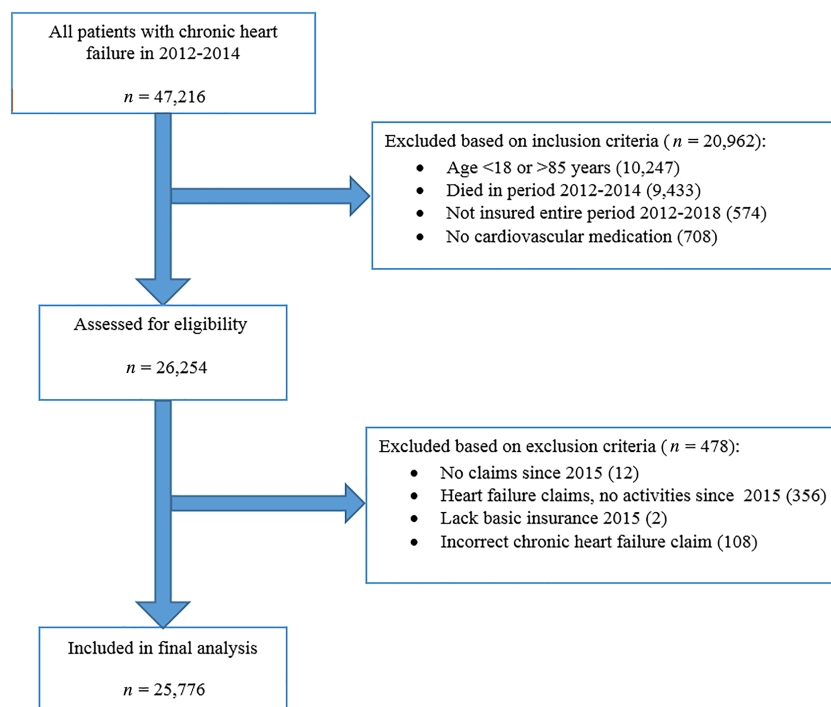 All patients with chronic heart
failure in 2012-2014
n = 47,216
Excluded based on inclusion criteria ( n = 20,962):
• Age <18 or >85 years (10,247)
• Died in period 2012-2014 (9,433)
• Not insured entire period 2012-2018 (574)
• No cardiovascular medication (708)
Assessed for eligibility
n = 26,254
Excluded based on exclusion criteria ( n = 478):
• No claims since 2015 (12)
• Heart failure claims, no activities since 2015 (356)
• Lack basic insurance 2015 (2)
• Incorrect chronic heart failure claim (108)
Included in final analysis
n = 25,776